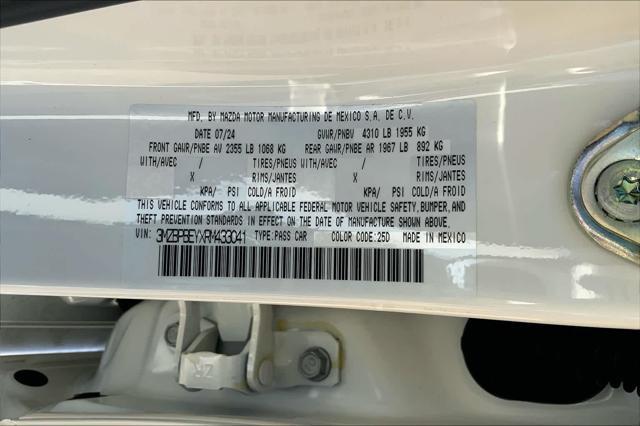 MFD. BY MAZDA MOTOR MANUFACTURING DE MEXICO S.A. DE C.V.
DATE 07/24 GVWR/PNBV 4310 LB 1955 KG
FRONT GAWR/PNBE AV 2355 LB 1068 KG REAR GAWR/PNBE AR 1967 LB 892 KG
WITH/AVEC / TIRES/PNEUS WITH/AVEC / TIRES/PNEUS
X RIMS/JANTES X RIMS/JANTES
KPA/ PSI COLD/A FROID KPA/ PSI COLD/A FROID
THIS VEHICLE CONFORMS TO ALL APPLICABLE FEDERAL MOTOR VEHICLE SAFETY, BUMPER, AND
THEFT PREVENTION STANDARDS IN EFFECT ON THE DATE OF MANUFACTURE SHOWN ABOVE.
VIN: 3MZBPBEYXRM433041 TYPE: PASS CAR COLOR CODE: 25D MADE IN MEXICO